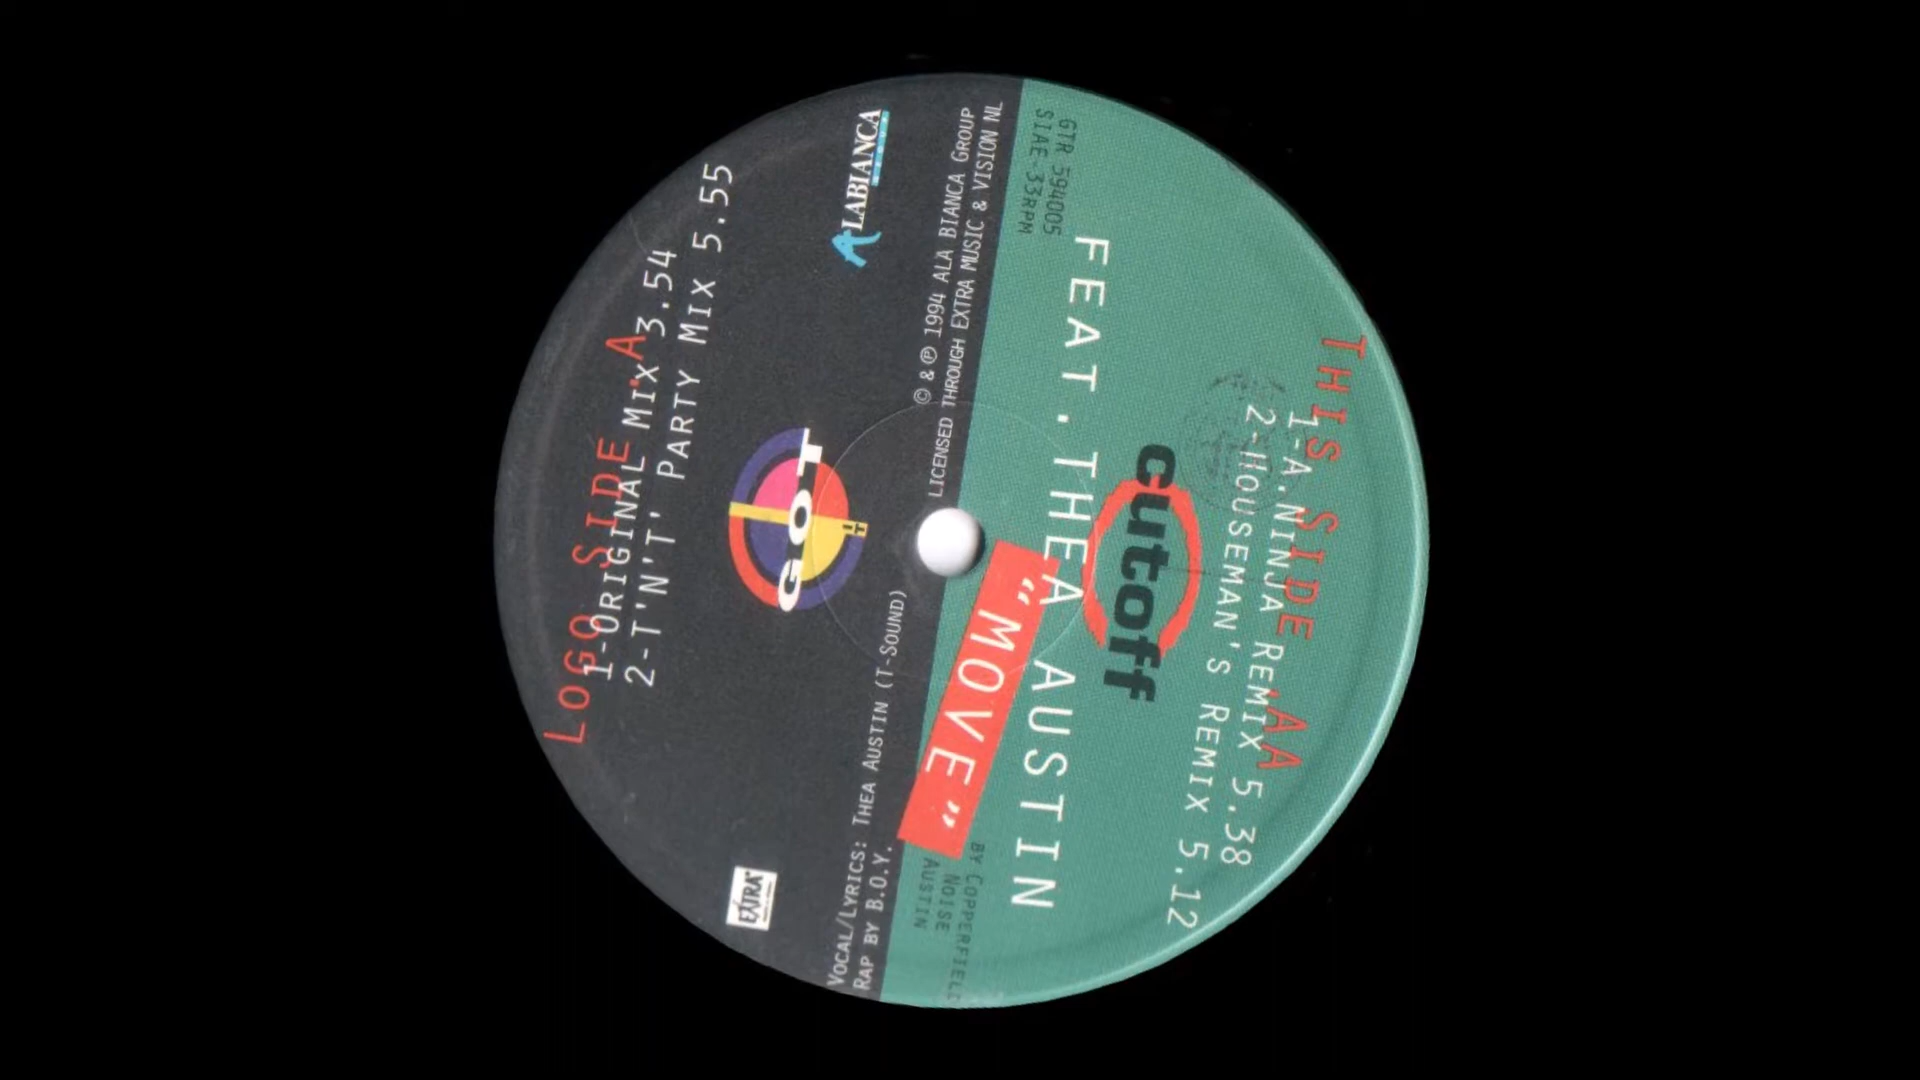 LOGO SIDE 'A
1-ORIGINAL MIX 3.54
2-T'N'T' PARTY MIX 5.55
ALABIANCA
GROUP
GOT
IT
© & ℗ 1994 ALA BIANCA GROUP
LICENSED THROUGH EXTRA MUSIC & VISION NL
VOCAL/LYRICS: THEA AUSTIN (T-SOUND)
RAP BY B.O.Y.
EXTRA
THIS SIDE 'AA
1-A.NINJA REMIX 5.38
2-HOUSEMAN'S REMIX 5.12
cutoff
FEAT. THEA AUSTIN
"MOVE"
GTR 594005
SIAE-33RPM
BY COPPERFIELD
NOISE
AUSTIN